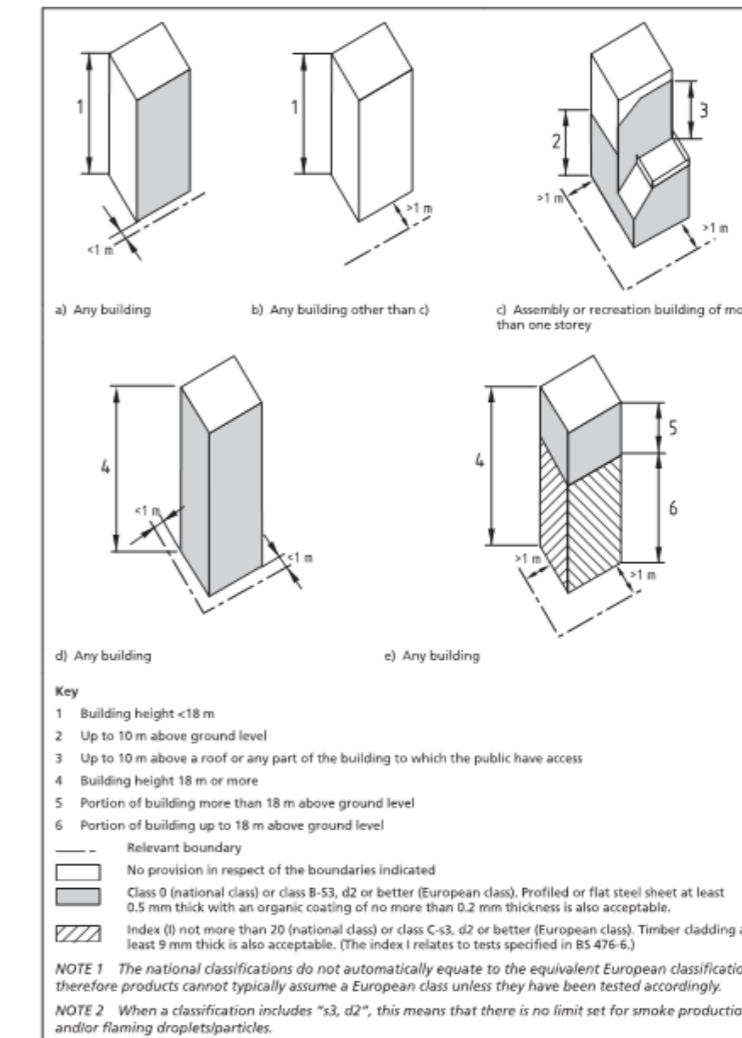 1
<1 m
1
>1 m
2
3
>1 m
>1 m
a) Any building
b) Any building other than c)
c) Assembly or recreation building of
than one storey
4
<1 m
<1 m
4
5
6
>1 m
>1 m
d) Any building
e) Any building
Key
1 Building height <18 m
2 Up to 10 m above ground level
3 Up to 10 m above a roof or any part of the building to which the public have access
4 Building height 18 m or more
5 Portion of building more than 18 m above ground level
6 Portion of building up to 18 m above ground level
Relevant boundary
No provision in respect of the boundaries indicated
Class 0 (national class) or class B-S3, d2 or better (European class). Profiled or flat steel sheet at least
0.5 mm thick with an organic coating of no more than 0.2 mm thickness is also acceptable.
Index (I) not more than 20 (national class) or class C-s3, d2 or better (European class). Timber cladding
least 9 mm thick is also acceptable. (The index I relates to tests specified in BS 476-6.)
NOTE 1 The national classifications do not automatically equate to the equivalent European
therefore products cannot typically assume a European class unless they have been tested accordingly.
NOTE 2 When a classification includes "s3, d2", this means that there is no limit set for smoke
and/or flaming droplets/particles.